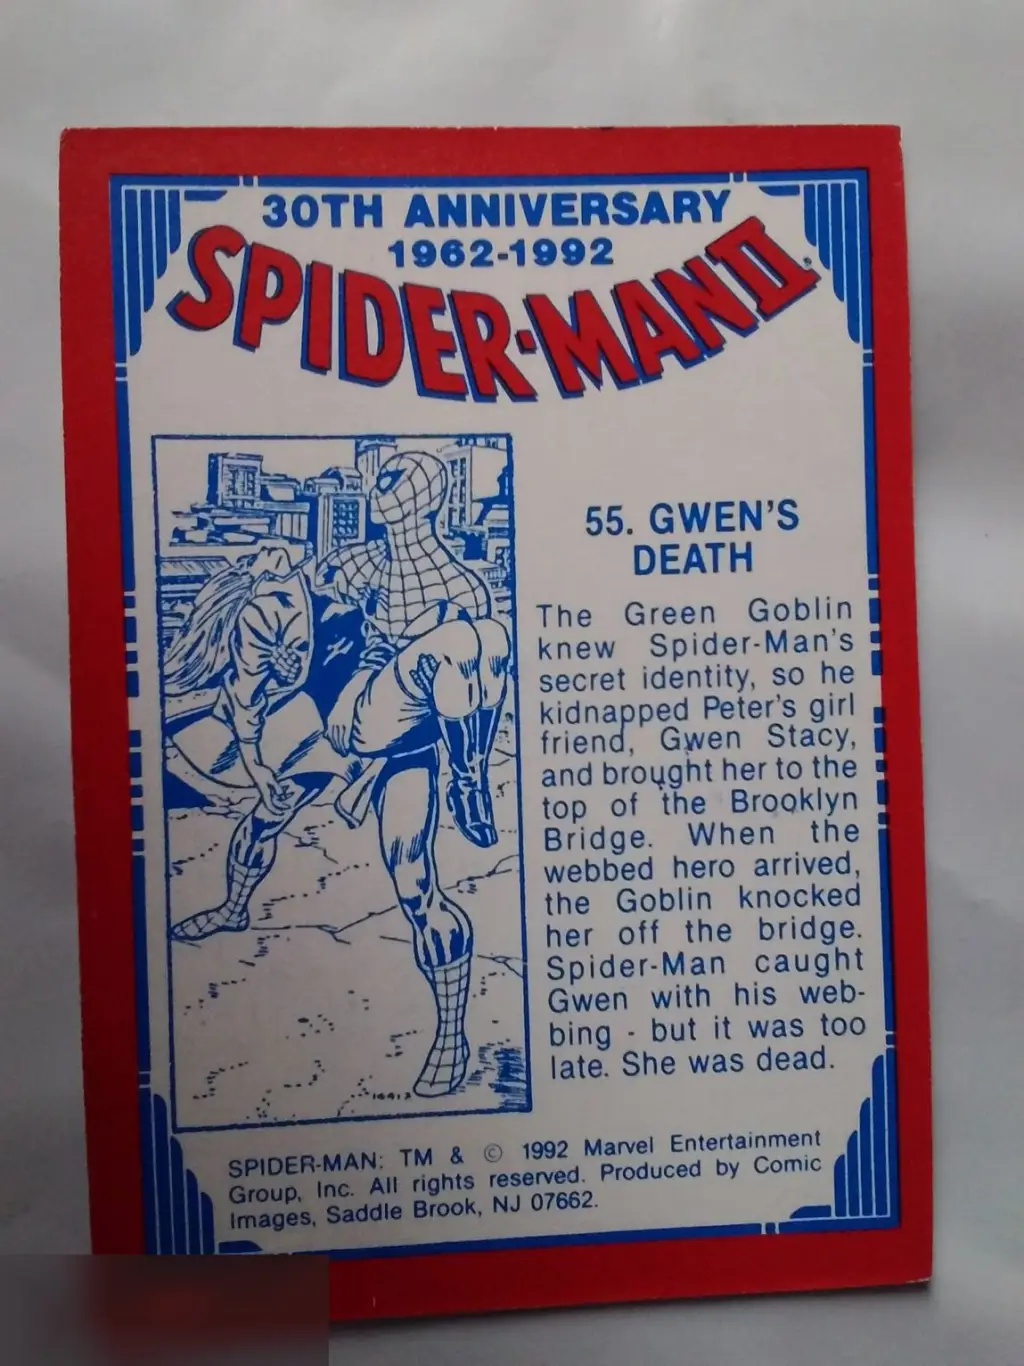 30TH ANNIVERSARY
1962-1992
SPIDER-MAN II
55. GWEN'S
DEATH
The Green Goblin
knew Spider-Man's
secret identity, so he
kidnapped Peter's girl
friend, Gwen Stacy,
and brought her to the
top of the Brooklyn
Bridge. When the
webbed hero arrived,
the Goblin knocked
her off the bridge.
Spider-Man caught
Gwen with his web-
bing - but it was too
late. She was dead.
SPIDER-MAN: TM & © 1992 Marvel Entertainment
Group, Inc. All rights reserved. Produced by Comic
Images, Saddle Brook, NJ 07662.